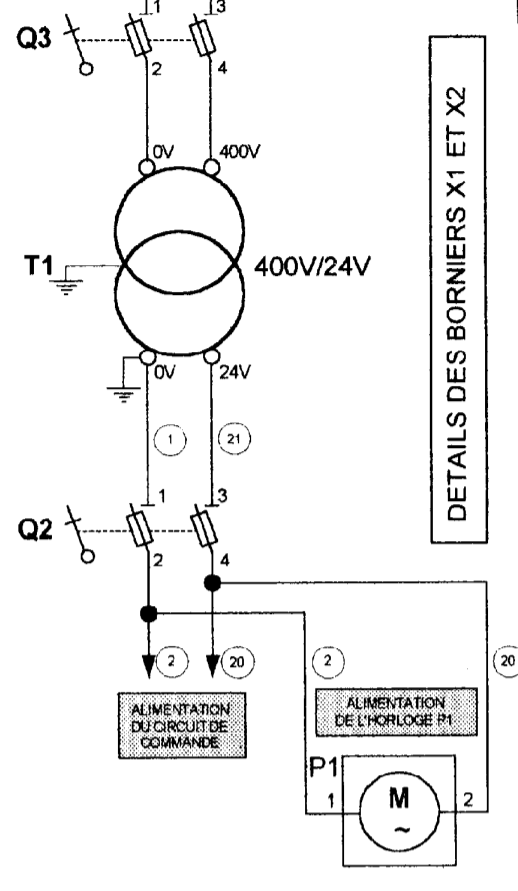 1 3
Q3
2 4
0V 400V
T1
400V/24V
0V 24V
1 21
1 3
Q2
2 4
2 20 2 20
ALIMENTATION
DU CIRCUIT DE
COMMANDE
ALIMENTATION
DE L'HORLOGE P1
P1
1 M 2
~
DETAILS DES BORNIERS X1 ET X2